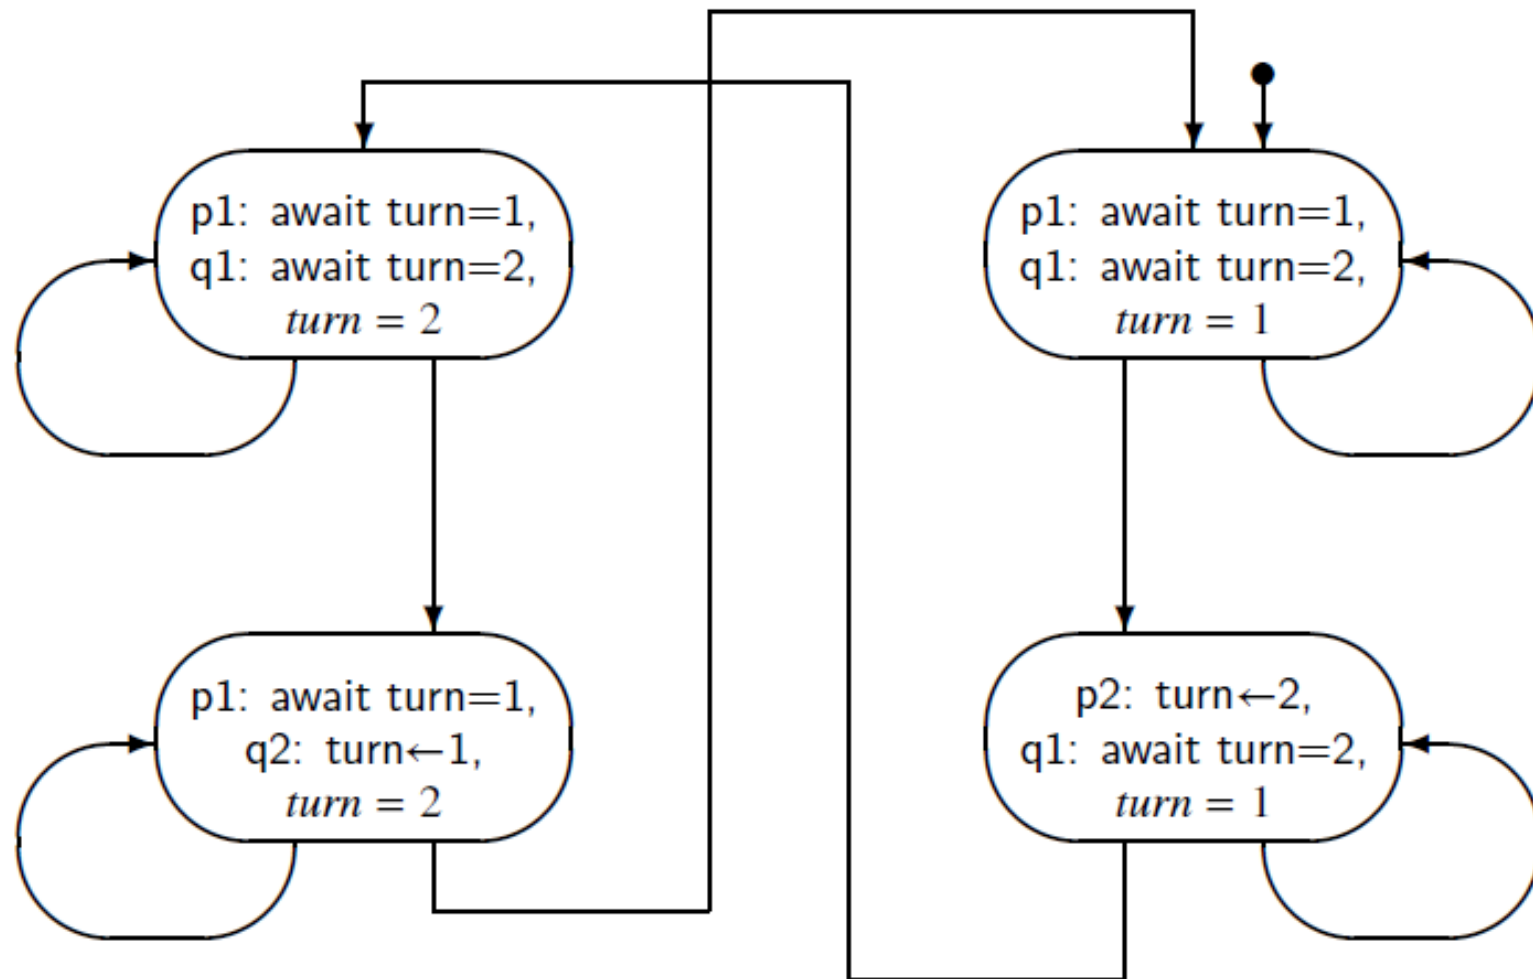 p1: await turn=1,
q1: await turn=2,
turn = 2
p1: await turn=1,
q1: await turn=2,
turn = 1
p1: await turn=1,
q2: turn←1,
turn = 2
p2: turn←2,
q1: await turn=2,
turn = 1